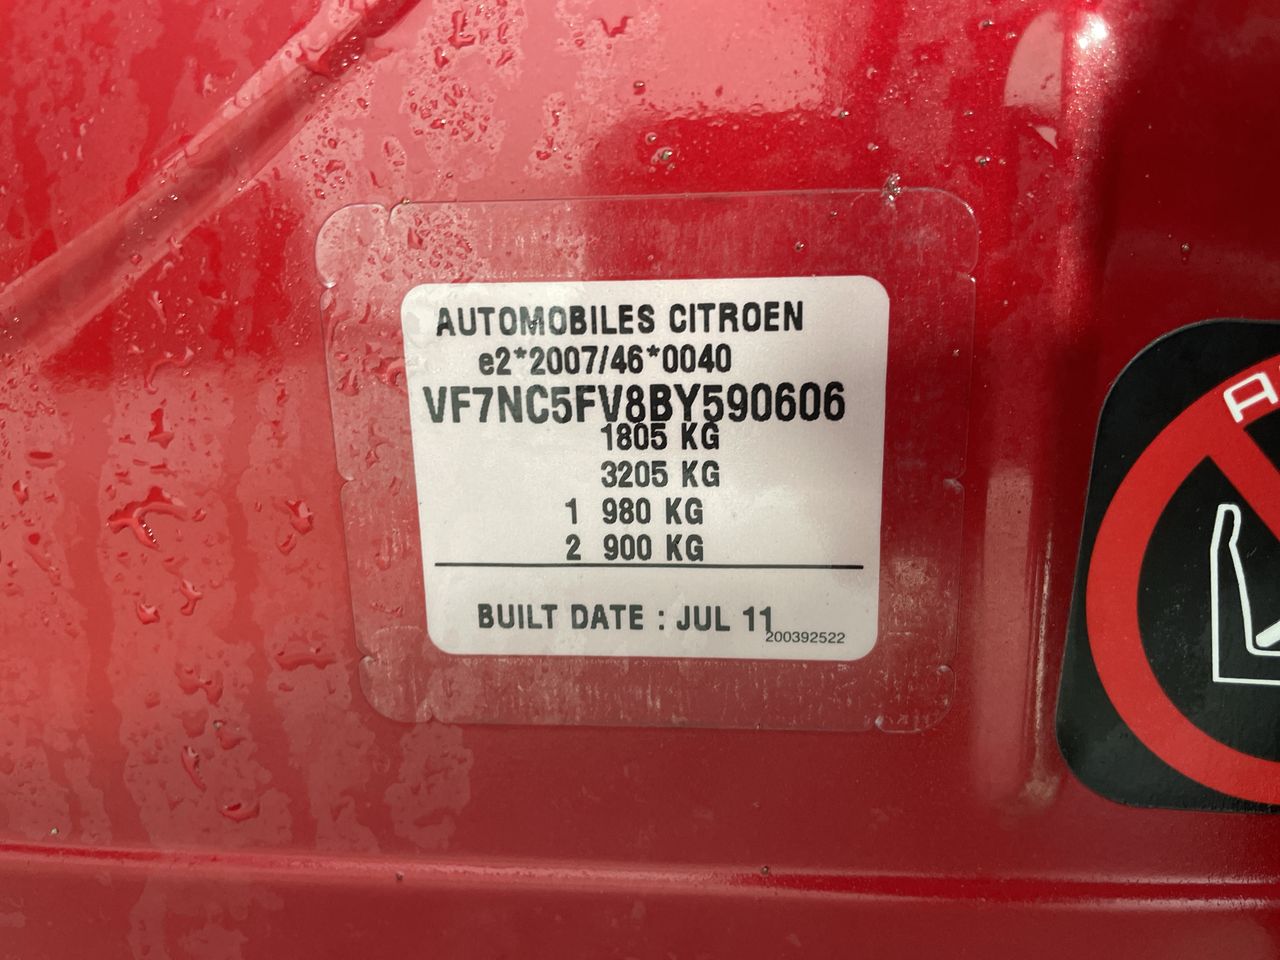 AUTOMOBILES CITROEN
e2*2007/46*0040
VF7NC5FV8BY590606
1805 KG
3205 KG
1 980 KG
2 900 KG
BUILT DATE : JUL 11
200392522